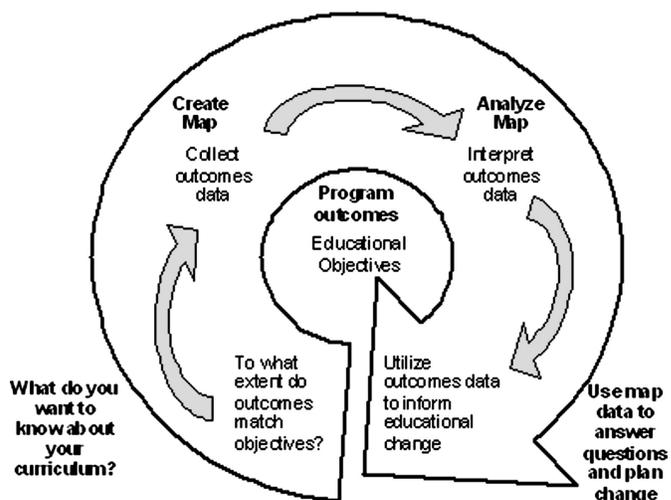 Create
Map
Collect
outcomes
data
Analyze
Map
Interpret
outcomes
data
Program
outcomes
Educational
Objectives
To what
extent do
outcomes
match
objectives?
Utilize
outcomes data
to inform
educational
change
What do you
want to
know about
your
curriculum?
Use map
data to
answer
questions
and plan
change